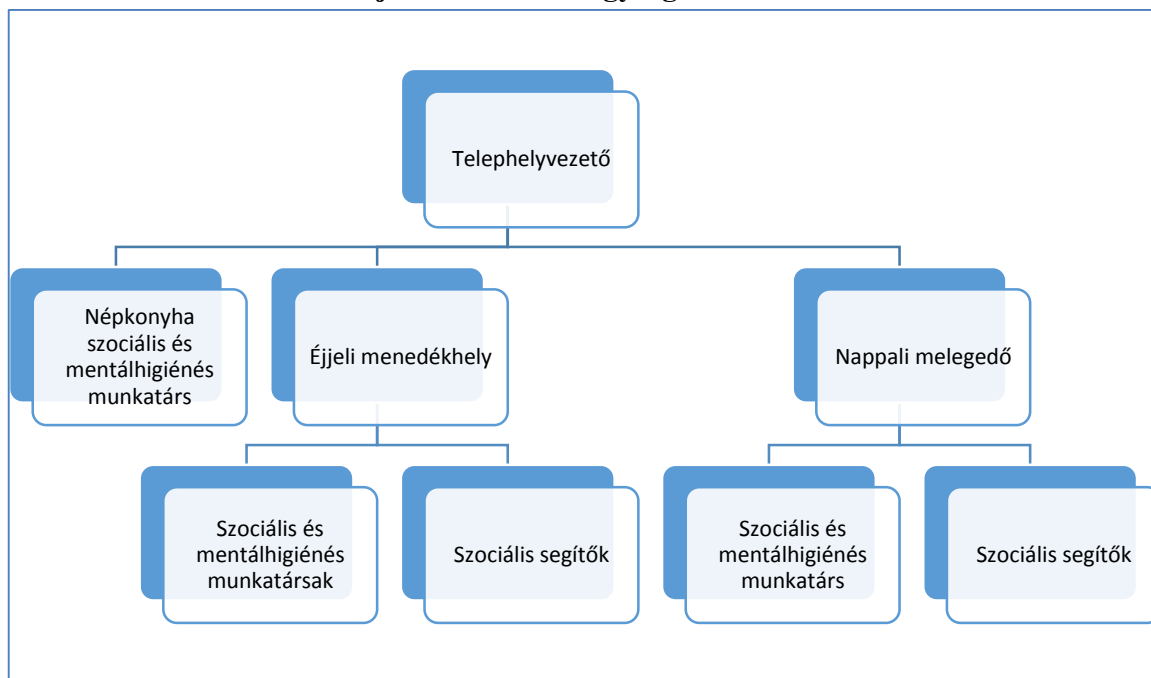 Telephelyvezető
Népkonyha
szociális és
mentálhigiénés
munkatárs
Éjjeli menedékhely
Nappali melegedő
Szociális és
mentálhigiénés
munkatársak
Szociális segítők
Szociális és
mentálhigiénés
munkatárs
Szociális segítők